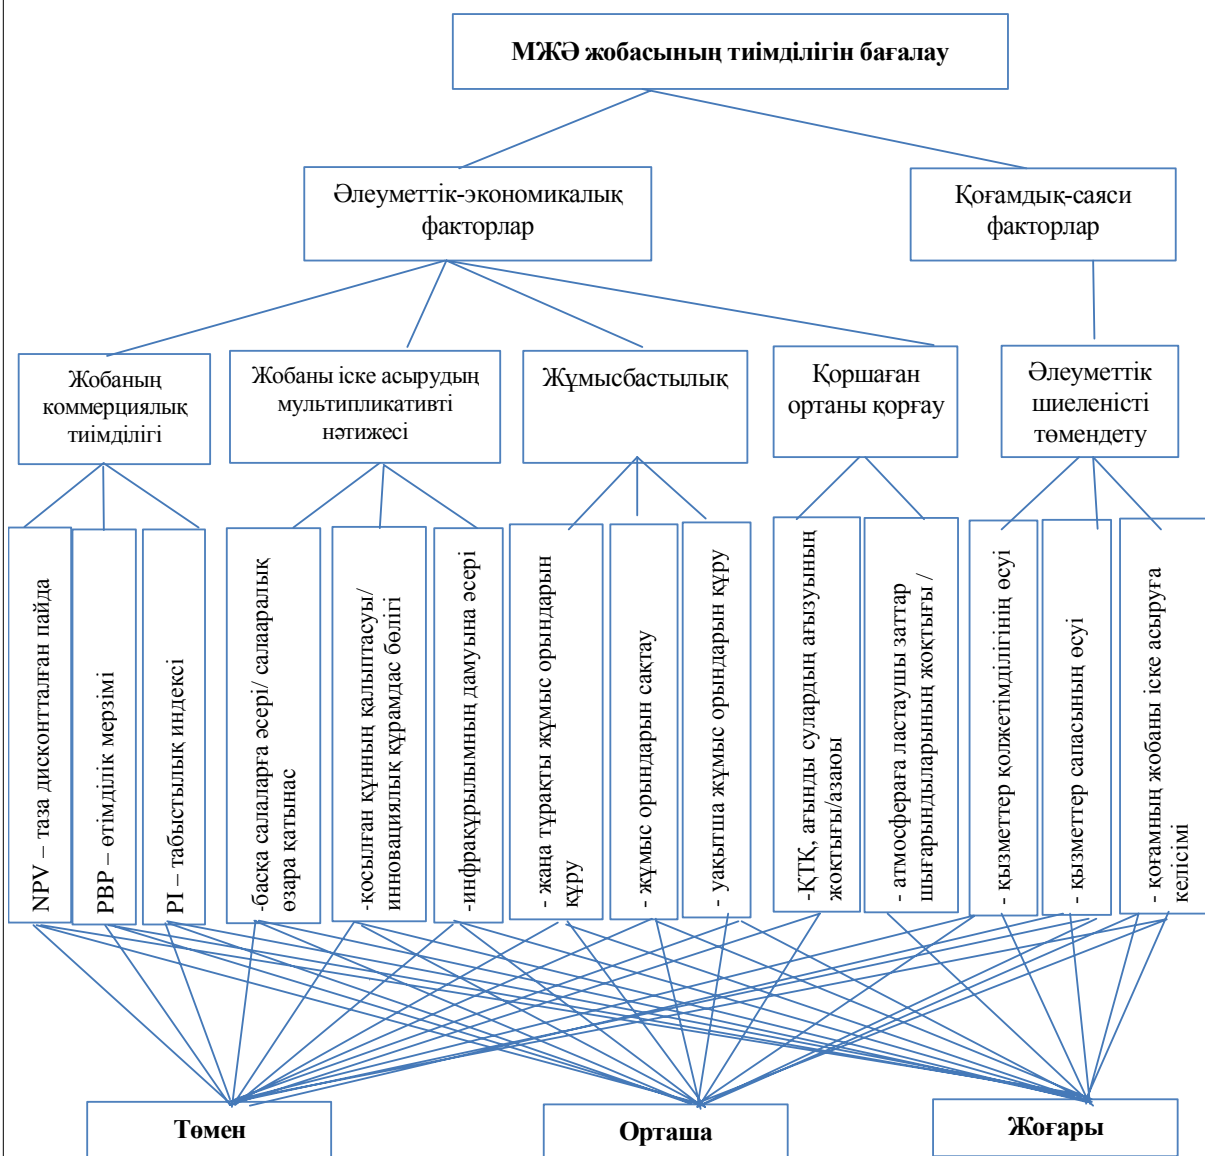 МЖӘ жобасының тиімділігін бағалау
Әлеуметтік-экономикалық
факторлар
Қоғамдық-саяси
факторлар
Жобаның
коммерциялық
тиімділігі
Жобаны іске асырудың
мультипликативті
нәтижесі
Жұмысбастылық
Қоршаған
ортаны қорғау
Әлеуметтік
шиеленісті
төмендету
NPV – таза дисконтталған пайда
PBP – өтімділік мерзімі
PI – табыстылық индексі
-басқа салаларға әсері/ салааралық
өзара қатынас
-қосылған құнның қалыптасуы/
инновациялық құрамдас бөлігі
-инфрақұрылымның дамуына әсері
- жаңа тұрақты жұмыс орындарын
құру
- жұмыс орындарын сақтау
- уақытша жұмыс орындарын құру
-ҚТҚ, ағынды сулардың ағызуының
жоқтығы/азаюы
- атмосфераға ластаушы заттар
шығарындыларының жоқтығы /
- қызметтер қолжетімділігінің өсуі
- қызметтер сапасының өсуі
- қоғамның жобаны іске асыруға
келісімі
Төмен
Орташа
Жоғары